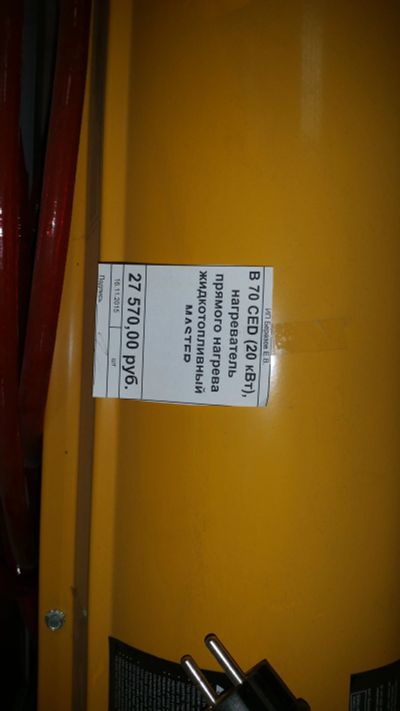 ИП Бирюков Е.В.
В 70 CED (20 кВт),
нагреватель
прямого нагрева
жидкотопливный
MASTER
27 570,00 руб.
16.11.2015
шт
Подпись